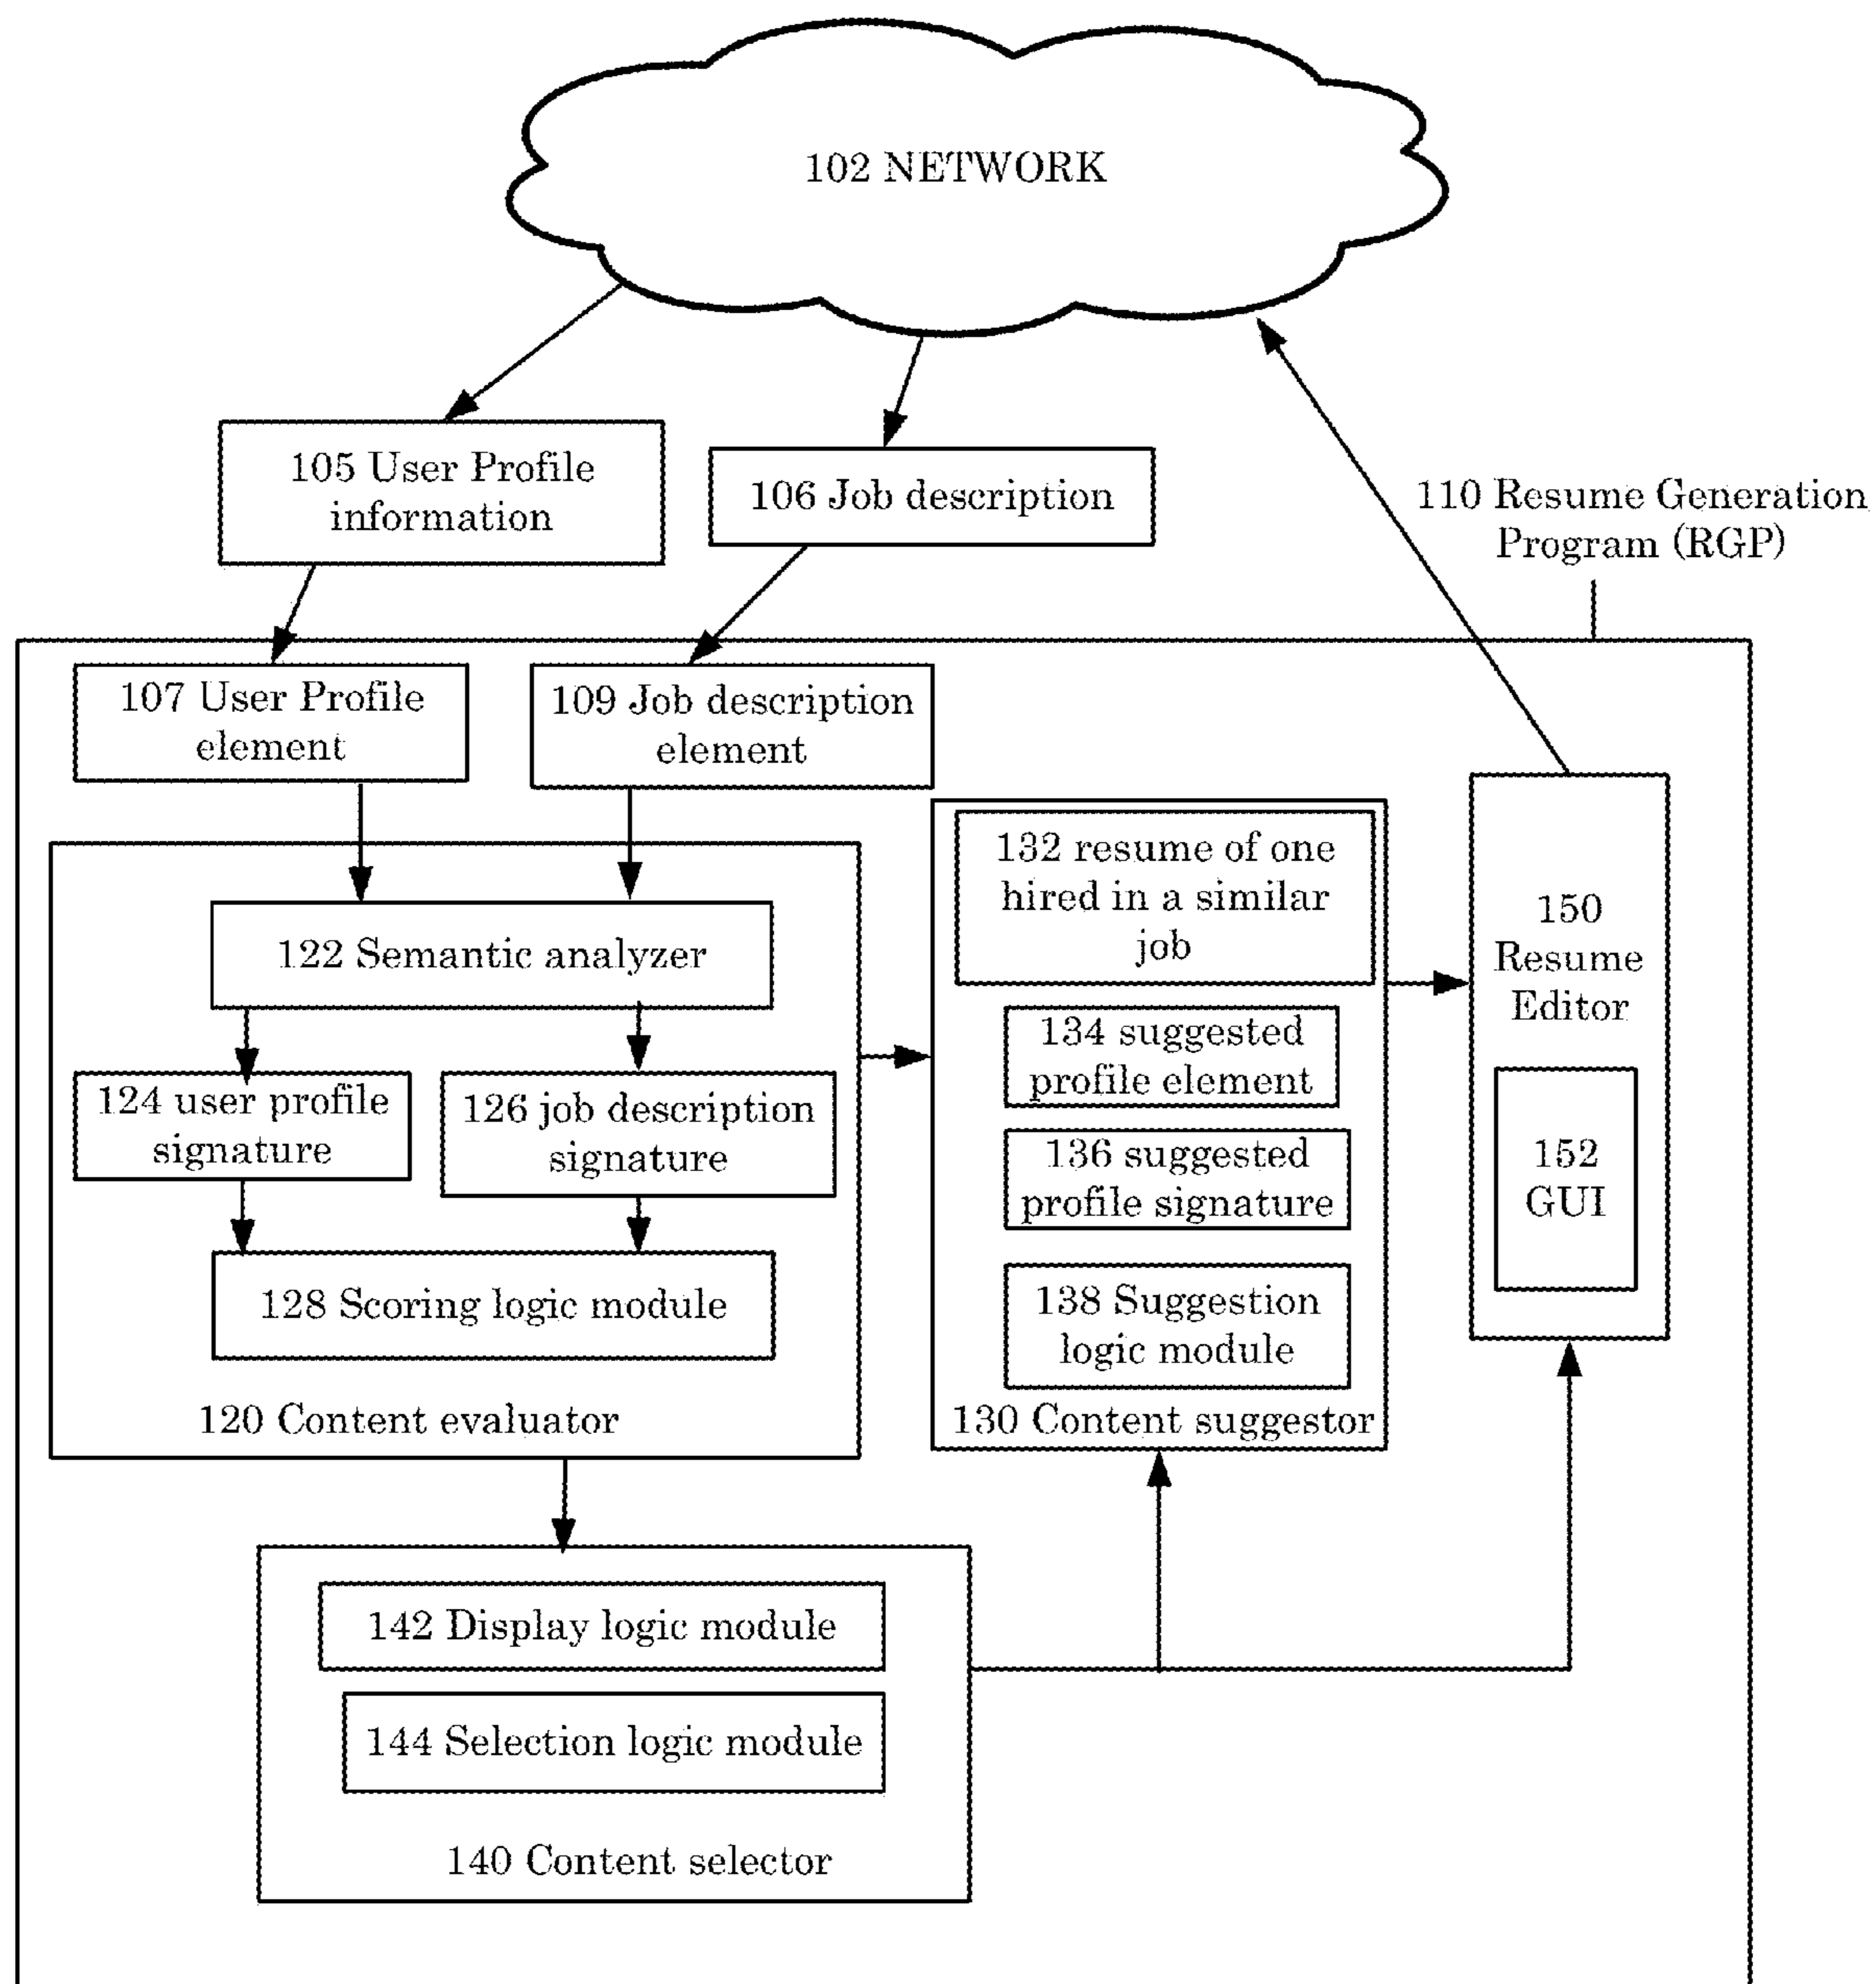 102 NETWORK
105 User Profile
information
106 Job description
110 Resume Generation
Program (RGP)
107 User Profile
element
109 Job description
element
122 Semantic analyzer
124 user profile
signature
126 job description
signature
128 Scoring logic module
120 Content evaluator
132 resume of one
hired in a similar
job
134 suggested
profile element
136 suggested
profile signature
138 Suggestion
logic module
130 Content suggestor
150
Resume
Editor
152
GUI
142 Display logic module
144 Selection logic module
140 Content selector